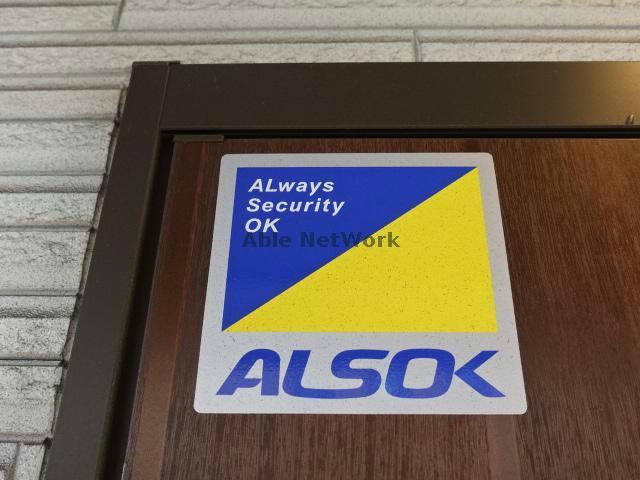 ALways
Security
OK
Able NetWork
ALSOK